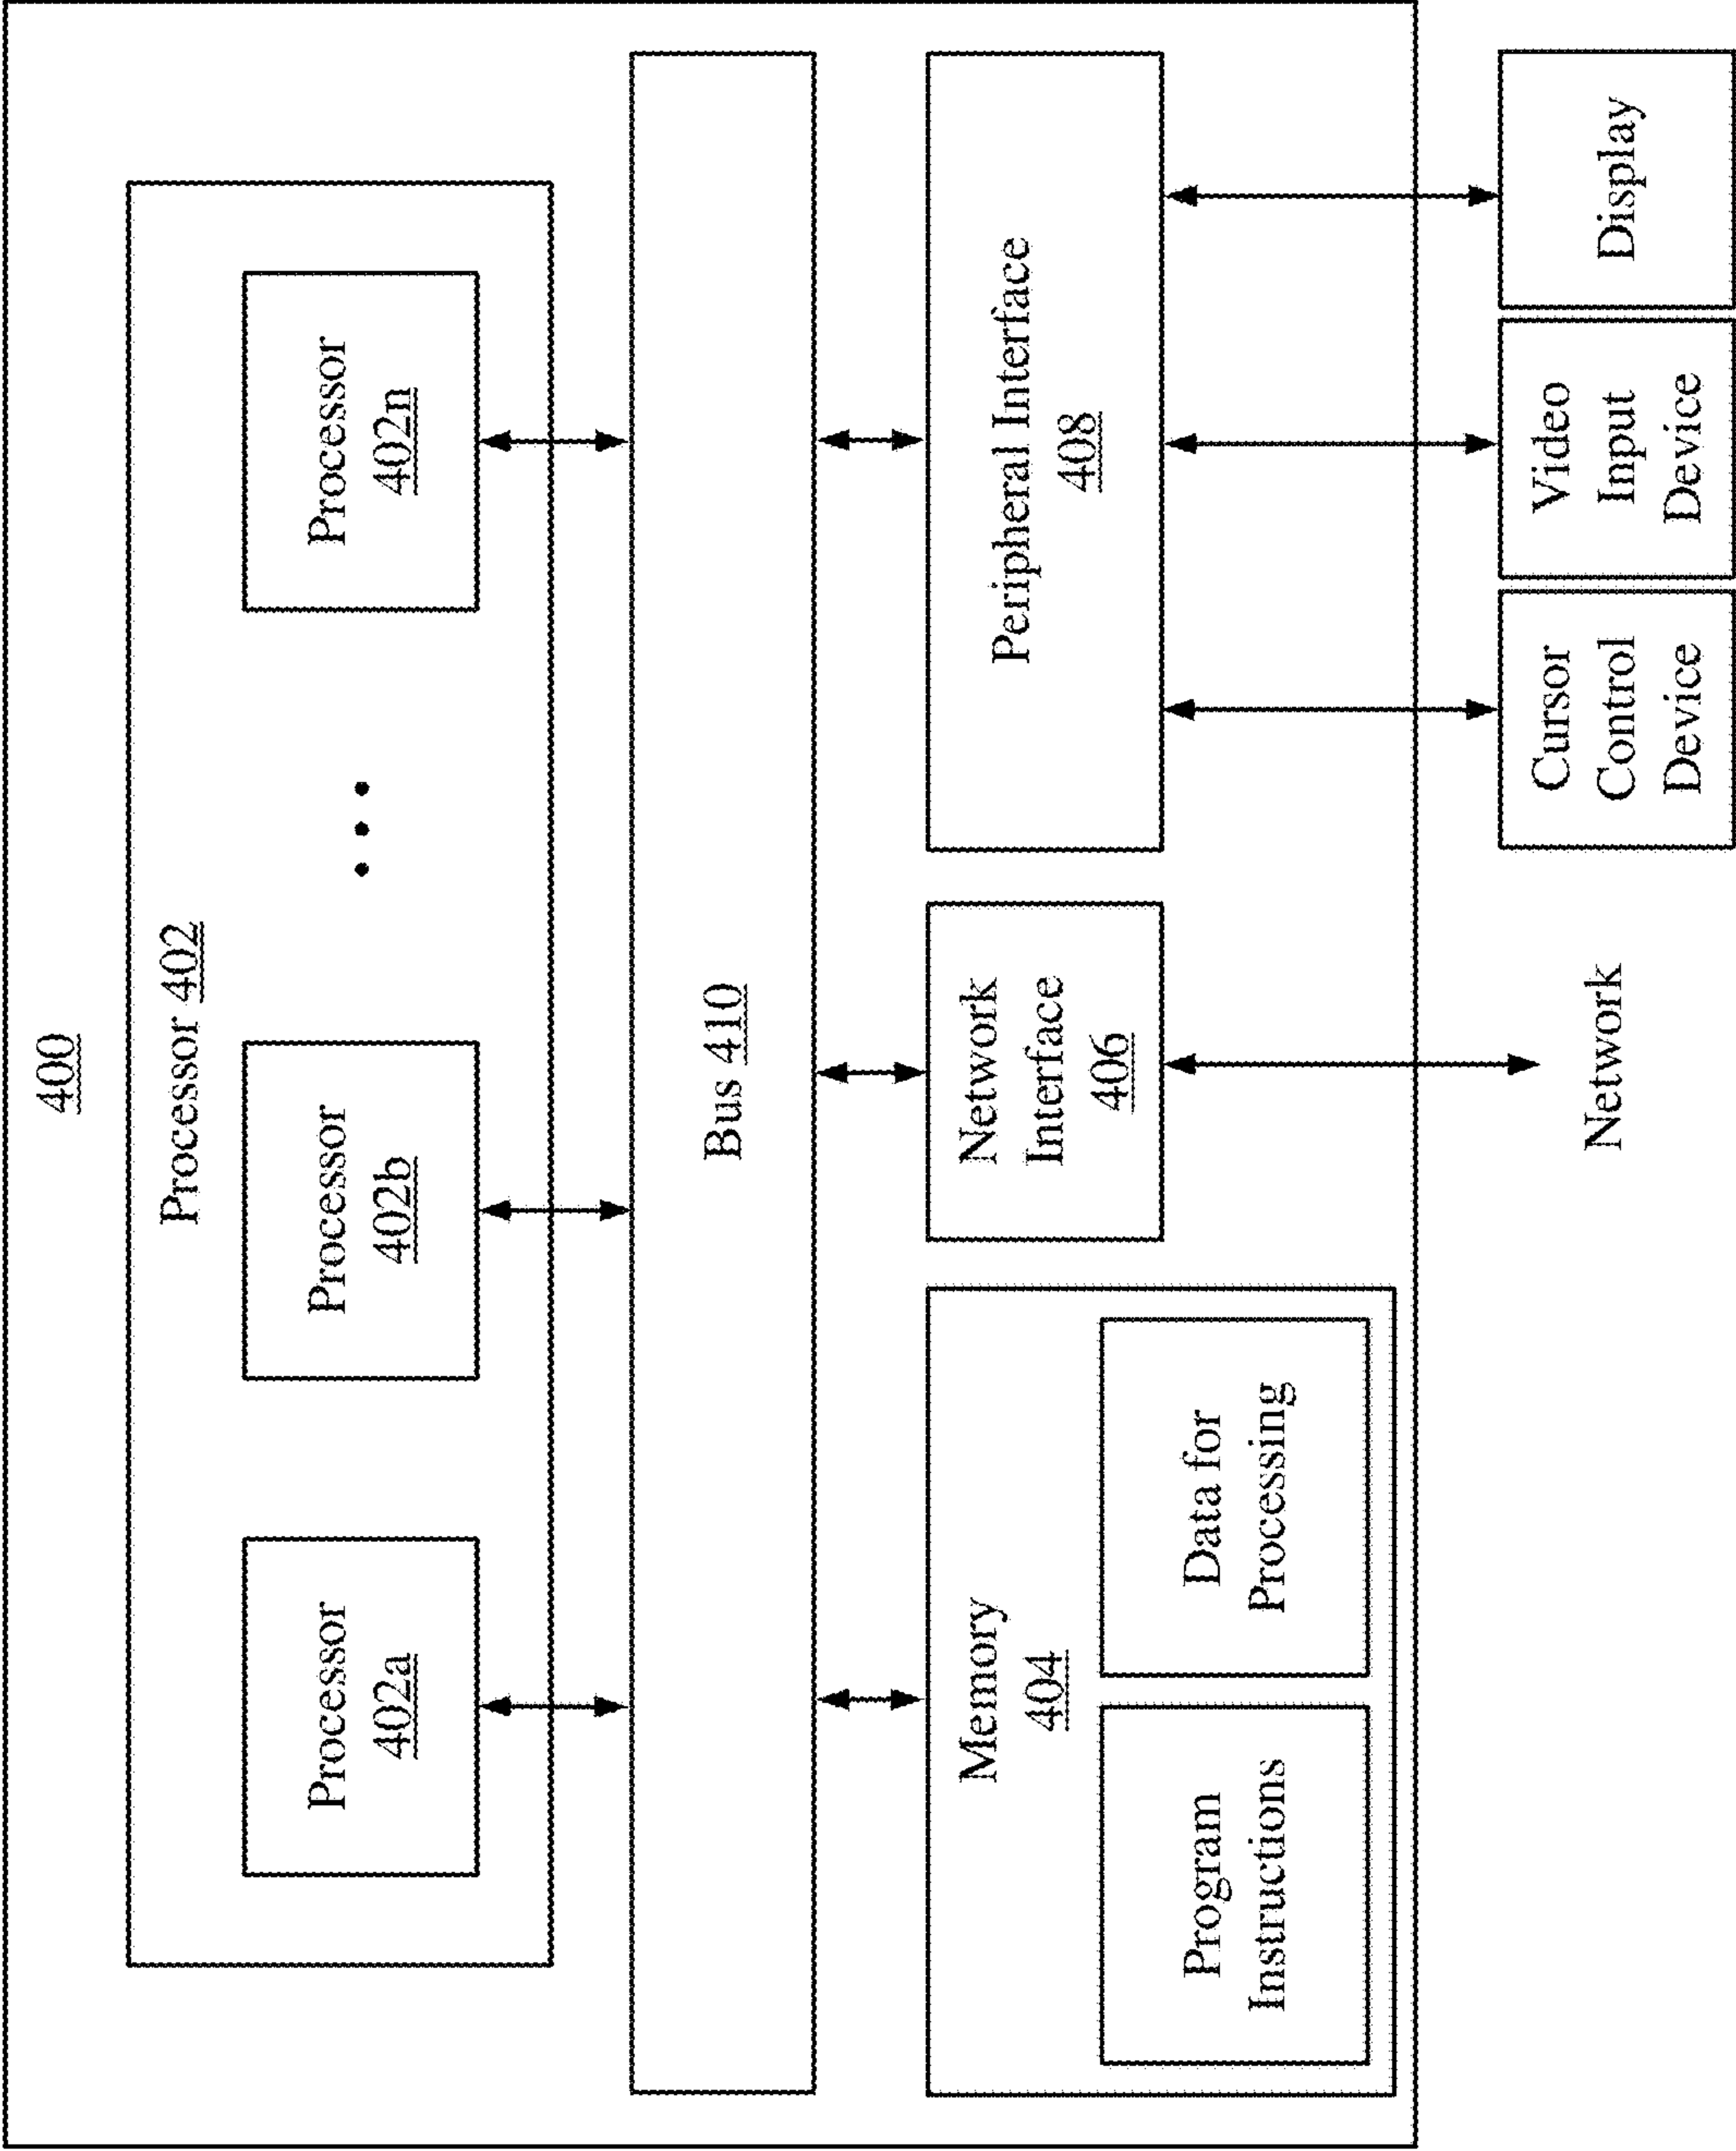 400
Processor 402
Processor
402a
Processor
402b
Processor
402n
Bus 410
Memory
404
Program
Instructions
Data for
Processing
Network
Interface
406
Peripheral Interface
408
Network
Cursor
Control
Device
Video
Input
Device
Display